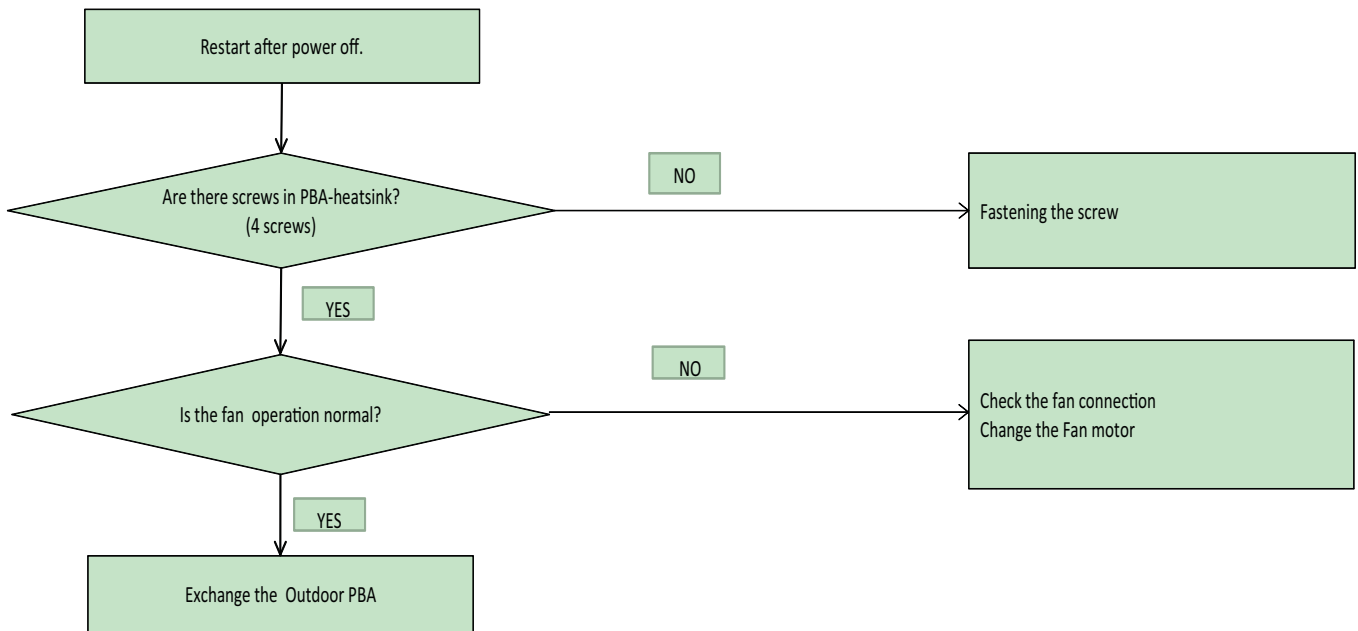 Restart after power off.
Are there screws in PBA-heatsink?
(4 screws)
NO
Fastening the screw
YES
Is the fan  operation normal?
NO
Check the fan connection
Change the Fan motor
YES
Exchange the  Outdoor PBA